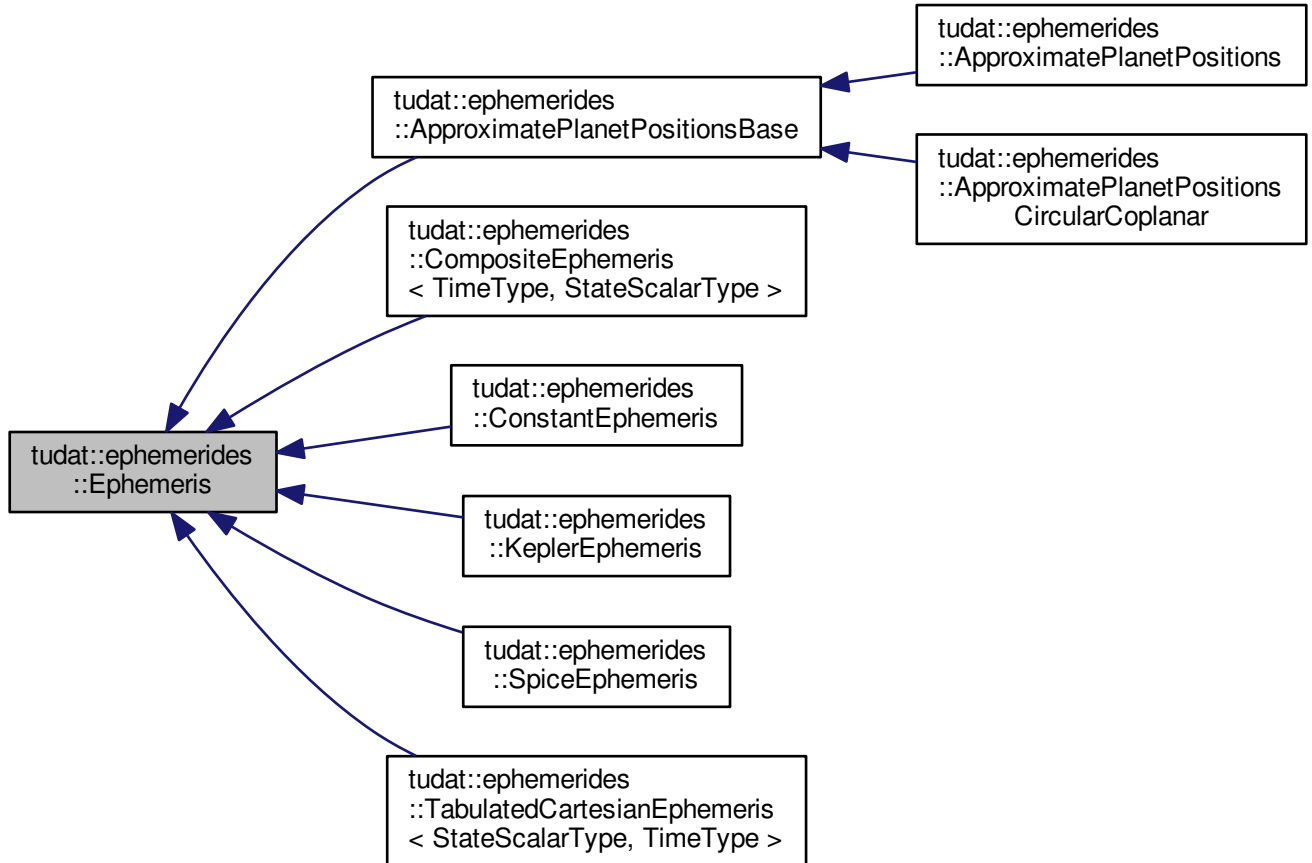 tudat::ephemerides
::ApproximatePlanetPositions
tudat::ephemerides
::ApproximatePlanetPositionsBase
tudat::ephemerides
::ApproximatePlanetPositions
CircularCoplanar
tudat::ephemerides
::CompositeEphemeris
< TimeType, StateScalarType >
tudat::ephemerides
::ConstantEphemeris
tudat::ephemerides
::Ephemeris
tudat::ephemerides
::KeplerEphemeris
tudat::ephemerides
::SpiceEphemeris
tudat::ephemerides
::TabulatedCartesianEphemeris
< StateScalarType, TimeType >